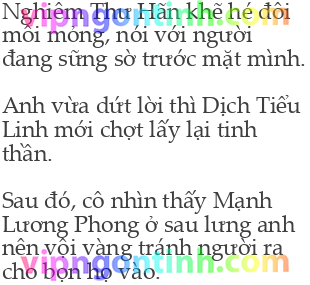 Nghiêm Thư Hãn khẽ hé đôi
môi mỏng, nói với người
đang sững sờ trước mặt mình.
Anh vừa dứt lời thì Dịch Tiểu
Linh mới chợt lấy lại tinh
thần.
Sau đó, cô nhìn thấy Mạnh
Lương Phong ở sau lưng anh
nên vội vàng tránh người ra
cho bọn họ vào.
vipngontinh.com
vipngontinh.com